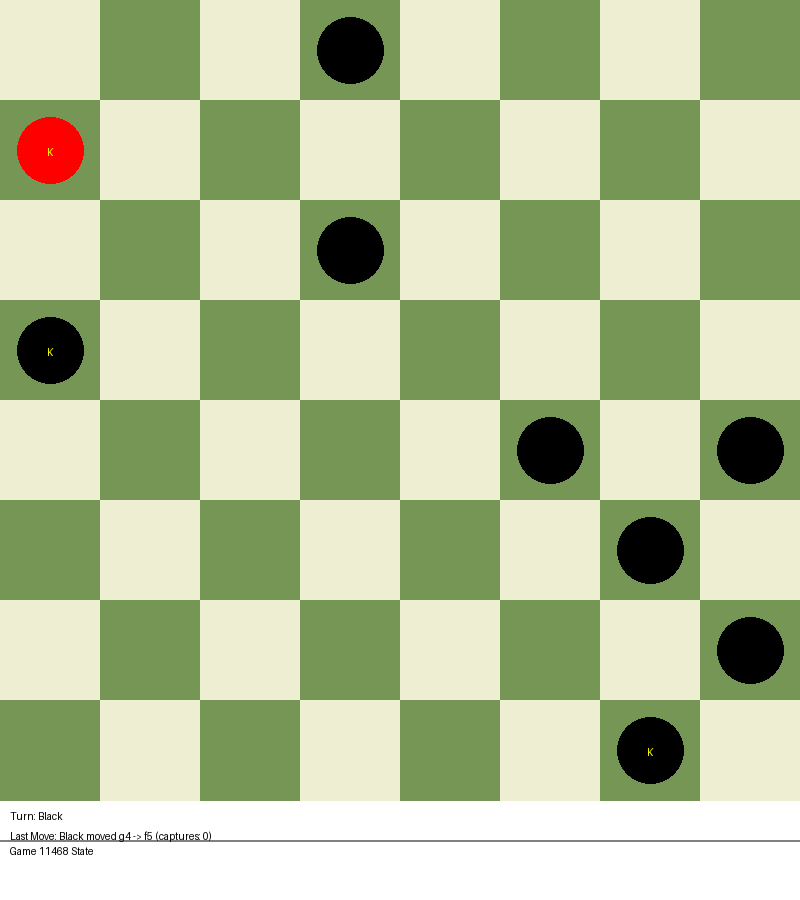 K
K
K
Turn: Black
Last Move: Black moved g4 -> f5 (captures: 0)
Game 11468 State